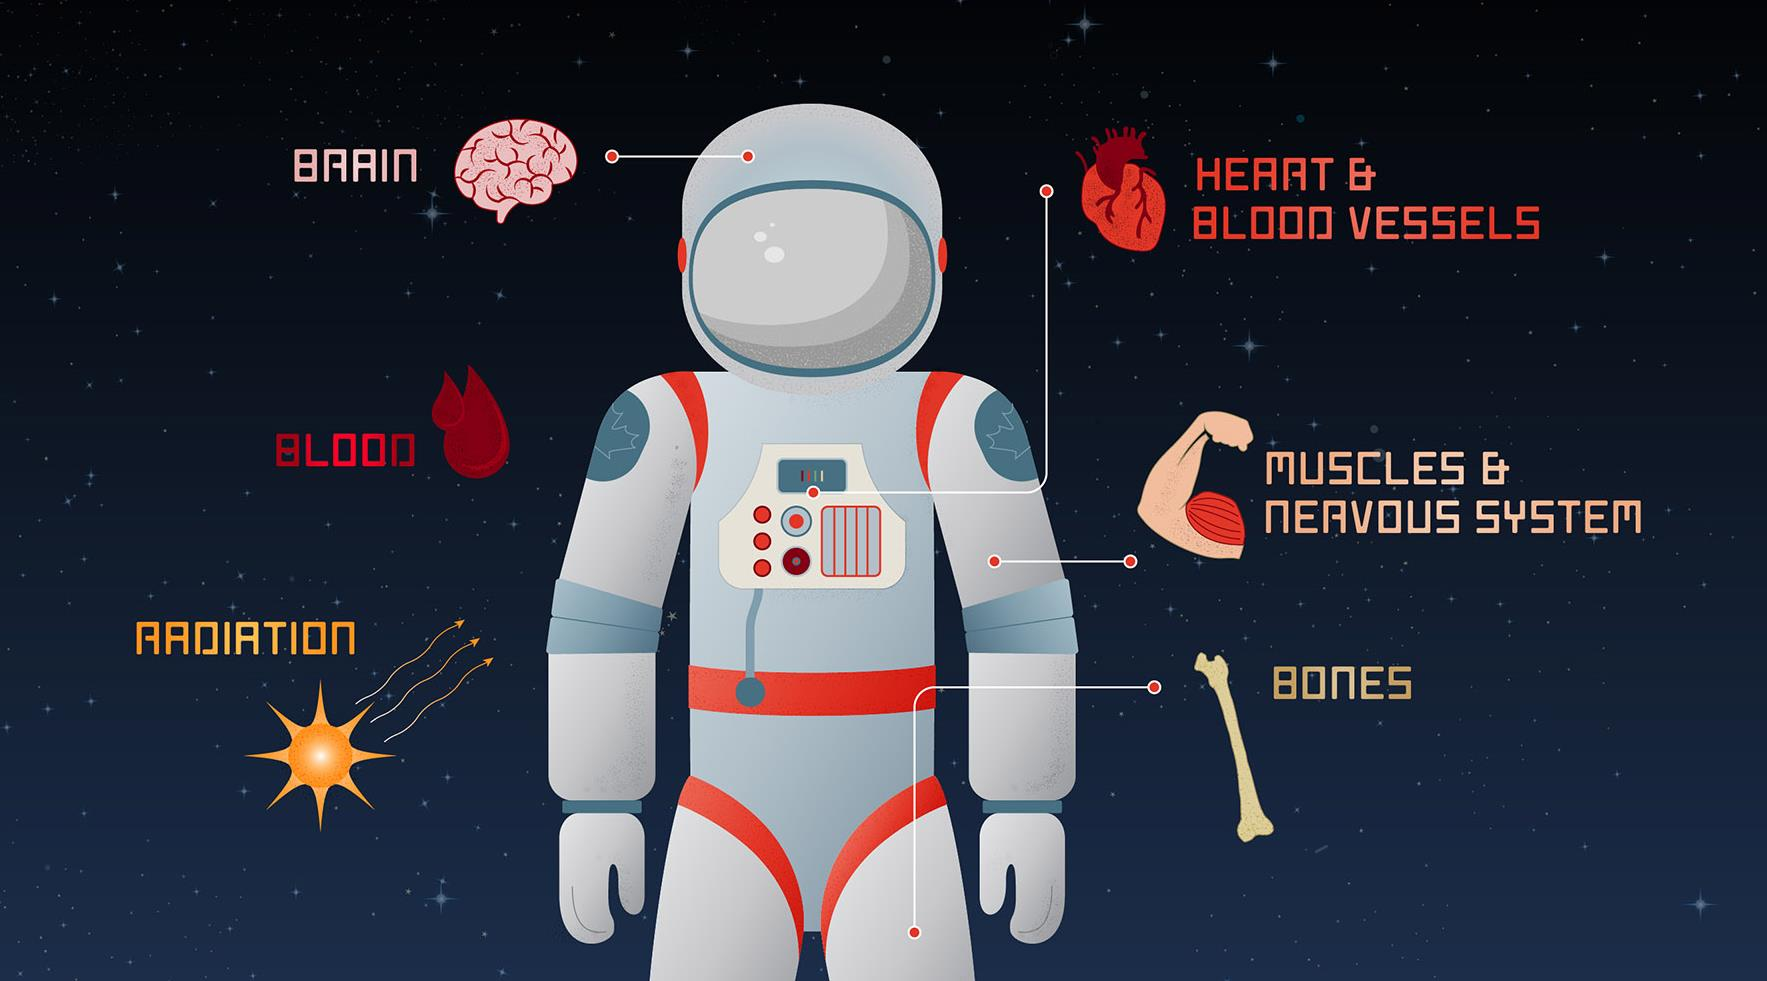 BRAIN
HEART &
BLOOD VESSELS
BLOOD
MUSCLES &
NERVOUS SYSTEM
RADIATION
BONES